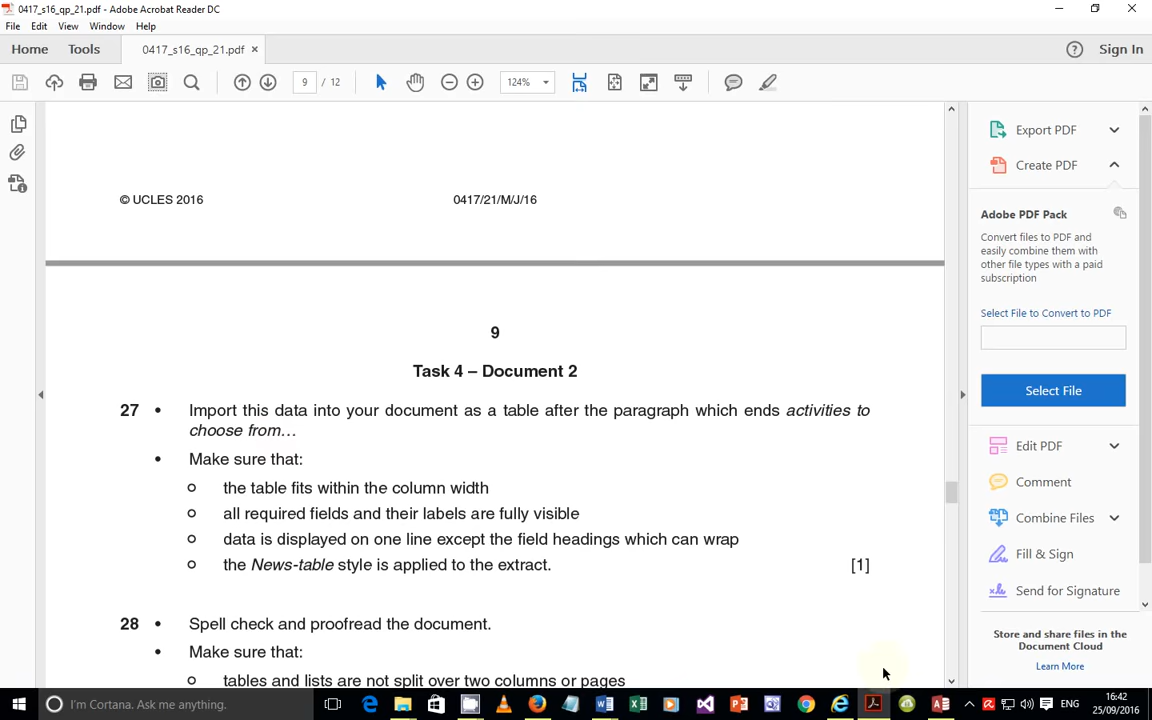 0417_s16_qp_21.pdf - Adobe Acrobat Reader DC
File Edit View Window Help
Home Tools 0417_s16_qp_21.pdf × Sign In
9 / 12 124%
© UCLES 2016 0417/21/M/J/16
9
Task 4 – Document 2
27 • Import this data into your document as a table after the paragraph which ends activities to
choose from…
• Make sure that:
o the table fits within the column width
o all required fields and their labels are fully visible
o data is displayed on one line except the field headings which can wrap
o the News-table style is applied to the extract. [1]
28 • Spell check and proofread the document.
• Make sure that:
o tables and lists are not split over two columns or pages
Export PDF
Create PDF
Adobe PDF Pack
Convert files to PDF and
easily combine them with
other file types with a paid
subscription
Select File to Convert to PDF
Select File
Edit PDF
Comment
Combine Files
Fill & Sign
Send for Signature
Store and share files in the
Document Cloud
Learn More
I'm Cortana. Ask me anything.
ENG
16:42
25/09/2016